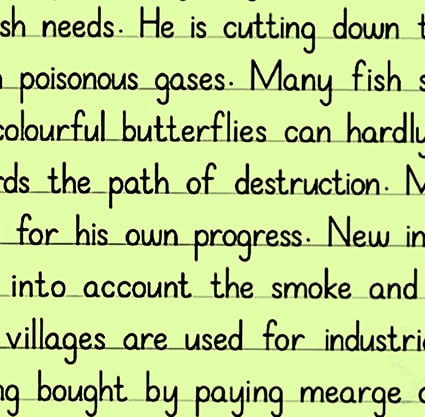 sh needs. He is cutting down
poisonous gases. Many fish
colourful butterflies can hardly
rds the path of destruction.
for his own progress. New in
into account the smoke and
villages are used for industri
ng bought by paying mearge